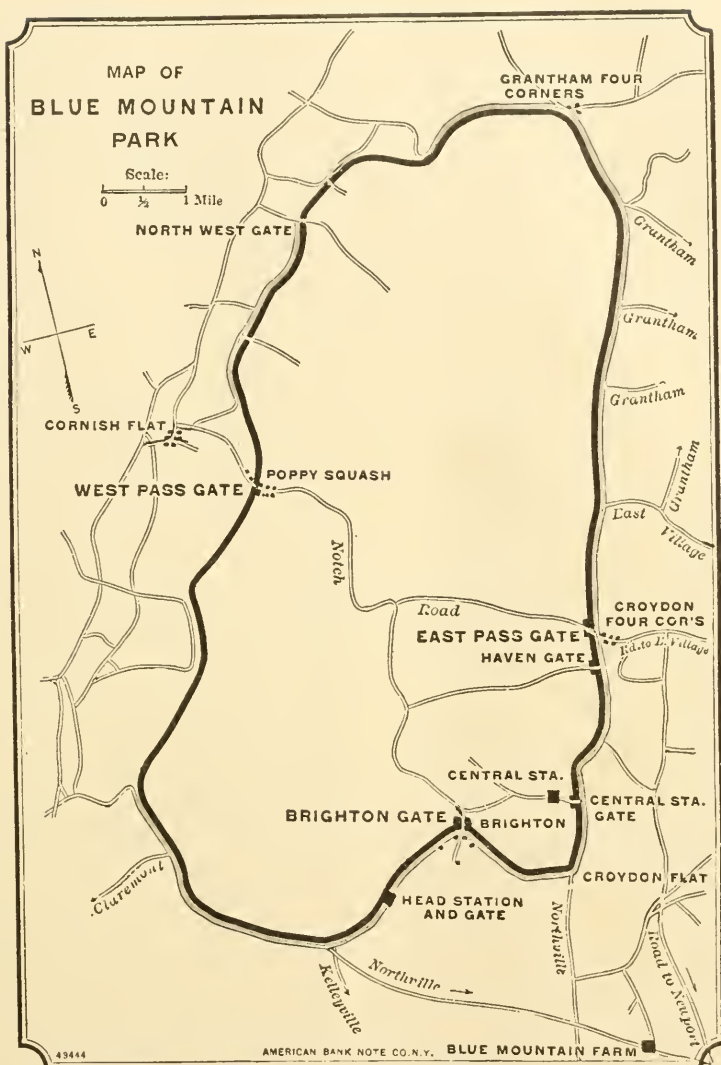 MAP OF
BLUE MOUNTAIN
PARK
Scale:
0 ½ 1 Mile
GRANTHAM FOUR
CORNERS
NORTH WEST GATE
Grantham
N
W E
S
Grantham
Grantham
CORNISH FLAT
POPPY SQUASH
WEST PASS GATE
Grantham
East
Village
Notch
Road
CROYDON
FOUR COR'S
EAST PASS GATE
Rd. to E. Village
HAVEN GATE
CENTRAL STA.
CENTRAL STA.
GATE
BRIGHTON GATE
BRIGHTON
CROYDON FLAT
Claremont
HEAD STATION
AND GATE
Northville
Kelleyville
Northville
Road to Newport
43444
AMERICAN BANK NOTE CO. N.Y.
BLUE MOUNTAIN FARM